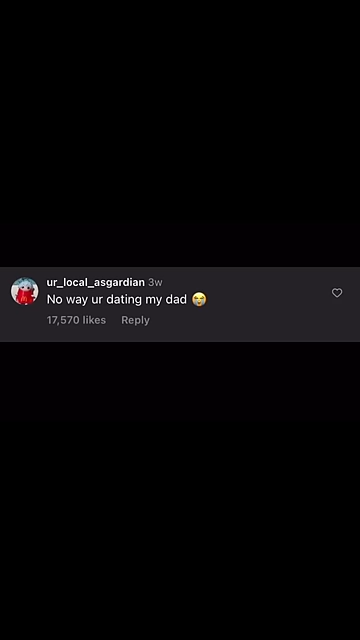 ur_local_asgardian 3w
No way ur dating my dad 😭
17,570 likes Reply